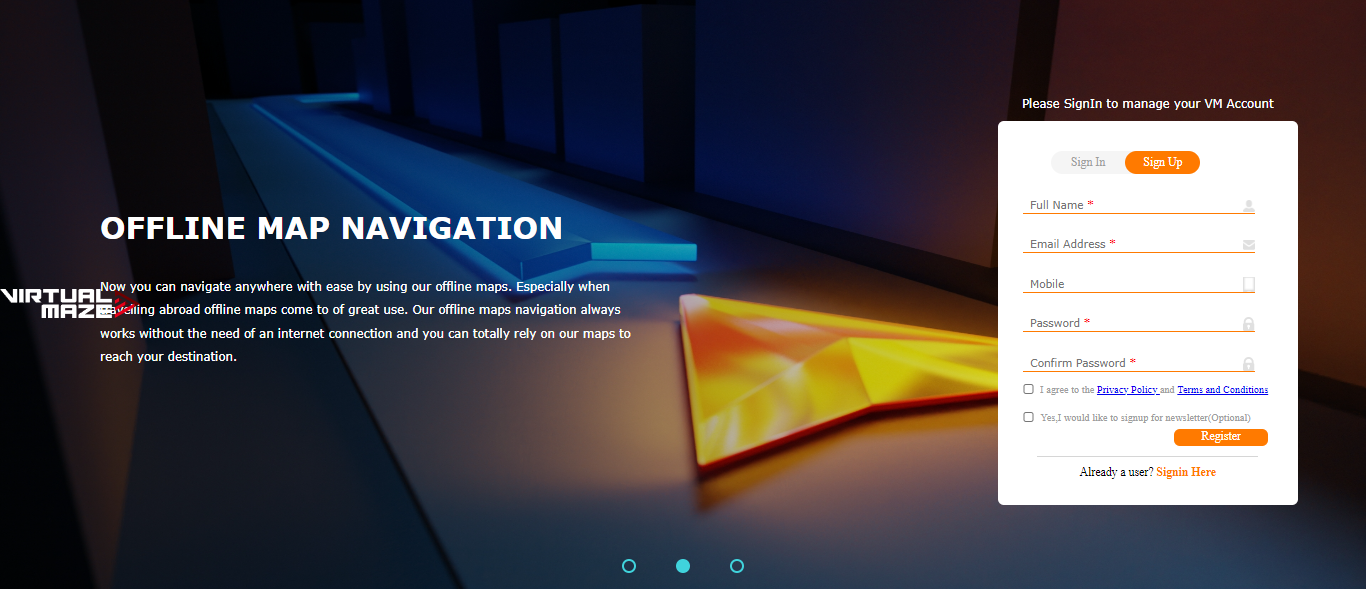 Please SignIn to manage your VM Account
Sign In Sign Up
Full Name *
Email Address *
Mobile
Password *
Confirm Password *
I agree to the Privacy Policy and Terms and Conditions
Yes,I would like to signup for newsletter(Optional)
Register
Already a user? Signin Here
OFFLINE MAP NAVIGATION
Now you can navigate anywhere with ease by using our offline maps. Especially when
travelling abroad offline maps come to of great use. Our offline maps navigation always
works without the need of an internet connection and you can totally rely on our maps to
reach your destination.
VIRTUAL
MAZE